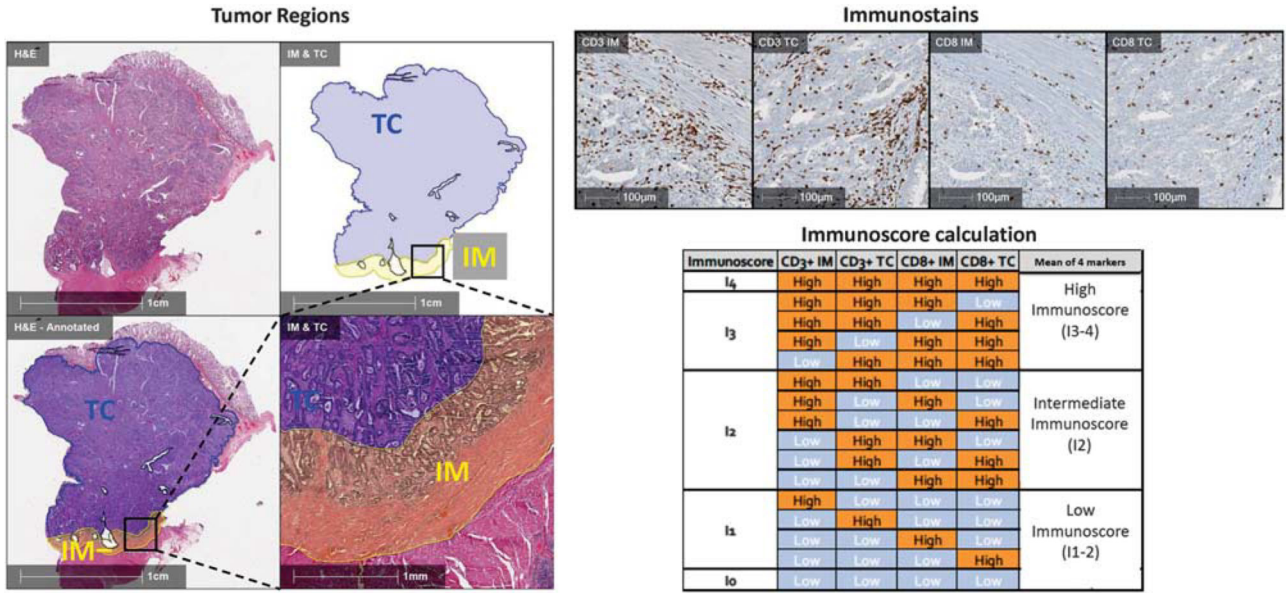 Tumor Regions
H&E
IM & TC
TC
IM
1cm
1cm
H&E - Annotated
IM & TC
TC
TC
IM
IM
1cm
1mm
Immunostains
CD3 IM
CD3 TC
CD8 IM
CD8 TC
100µm
100µm
100µm
100µm
Immunoscore calculation
Immunoscore CD3+ IM CD3+ TC CD8+ IM CD8+ TC Mean of 4 markers
I4 High High High High
High High High Low
High High Low High
I3
High Low High High
Low High High High
High
Immunoscore
(I3-4)
High High Low Low
High Low High Low
High Low Low High
I2
Low High High Low
Low High Low High
Low Low High High
Intermediate
Immunoscore
(I2)
High Low Low Low
Low High Low Low
I1
Low Low High Low
Low Low Low High
I0 Low Low Low Low
Low
Immunoscore
(I1-2)